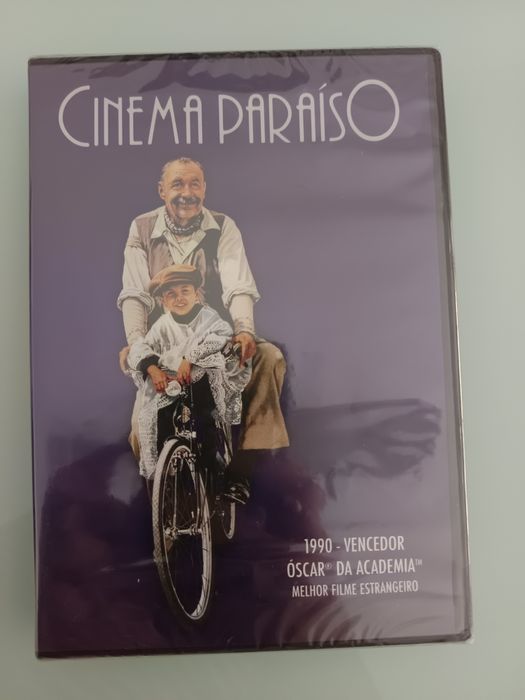 CINEMA PARAÍSO
1990 - VENCEDOR
ÓSCAR® DA ACADEMIA™
MELHOR FILME ESTRANGEIRO